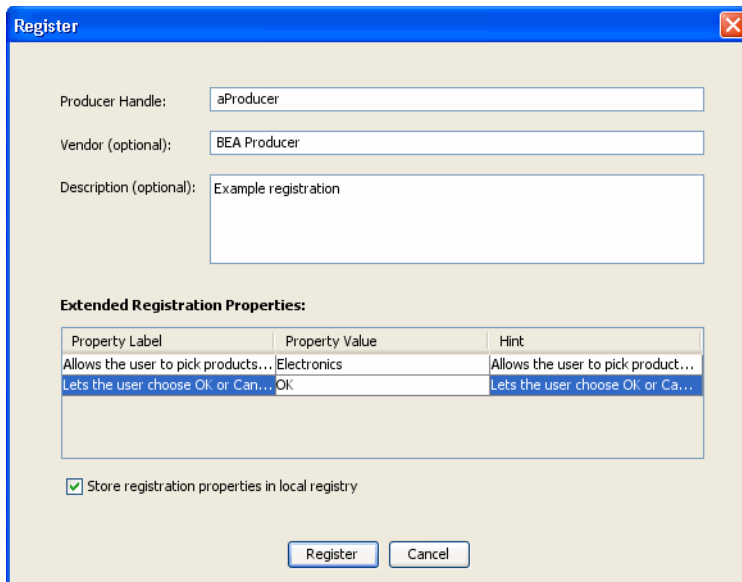 Register
Producer Handle: aProducer
Vendor (optional): BEA Producer
Description (optional): Example registration
Extended Registration Properties:
Property Label Property Value Hint
Allows the user to pick products... Electronics Allows the user to pick product...
Lets the user choose OK or Can... OK Lets the user choose OK or Ca...
Store registration properties in local registry
Register Cancel